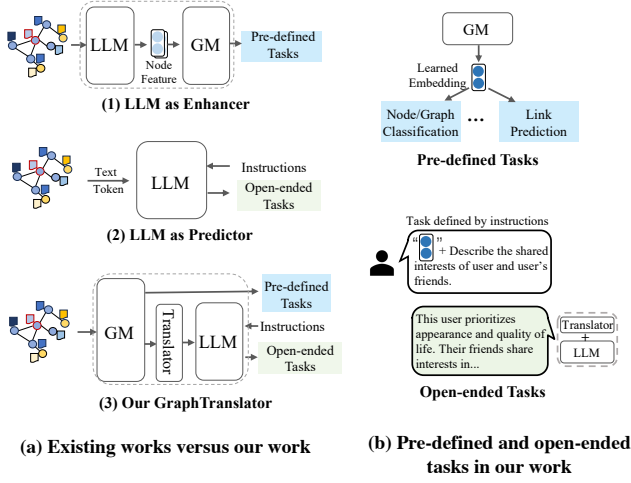 LLM
Node
Feature
GM
Pre-defined
Tasks
(1) LLM as Enhancer
Text
Token
LLM
Instructions
Open-ended
Tasks
(2) LLM as Predictor
GM
Translator
LLM
Pre-defined
Tasks
Instructions
Open-ended
Tasks
(3) Our GraphTranslator
(a) Existing works versus our work
GM
Learned
Embedding
Node/Graph
Classification
...
Link
Prediction
Pre-defined Tasks
Task defined by instructions
“ ”
+ Describe the shared
interests of user and user's
friends.
This user prioritizes
appearance and quality of
life. Their friends share
interests in...
Translator
+
LLM
Open-ended Tasks
(b) Pre-defined and open-ended
tasks in our work